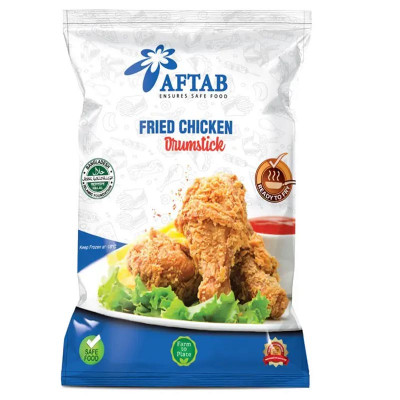 AFTAB
ENSURES SAFE FOOD
FRIED CHICKEN
Drumstick
BANGLADESH
READY TO FRY
Keep Frozen at -18°C
SAFE
FOOD
Farm
to
Plate